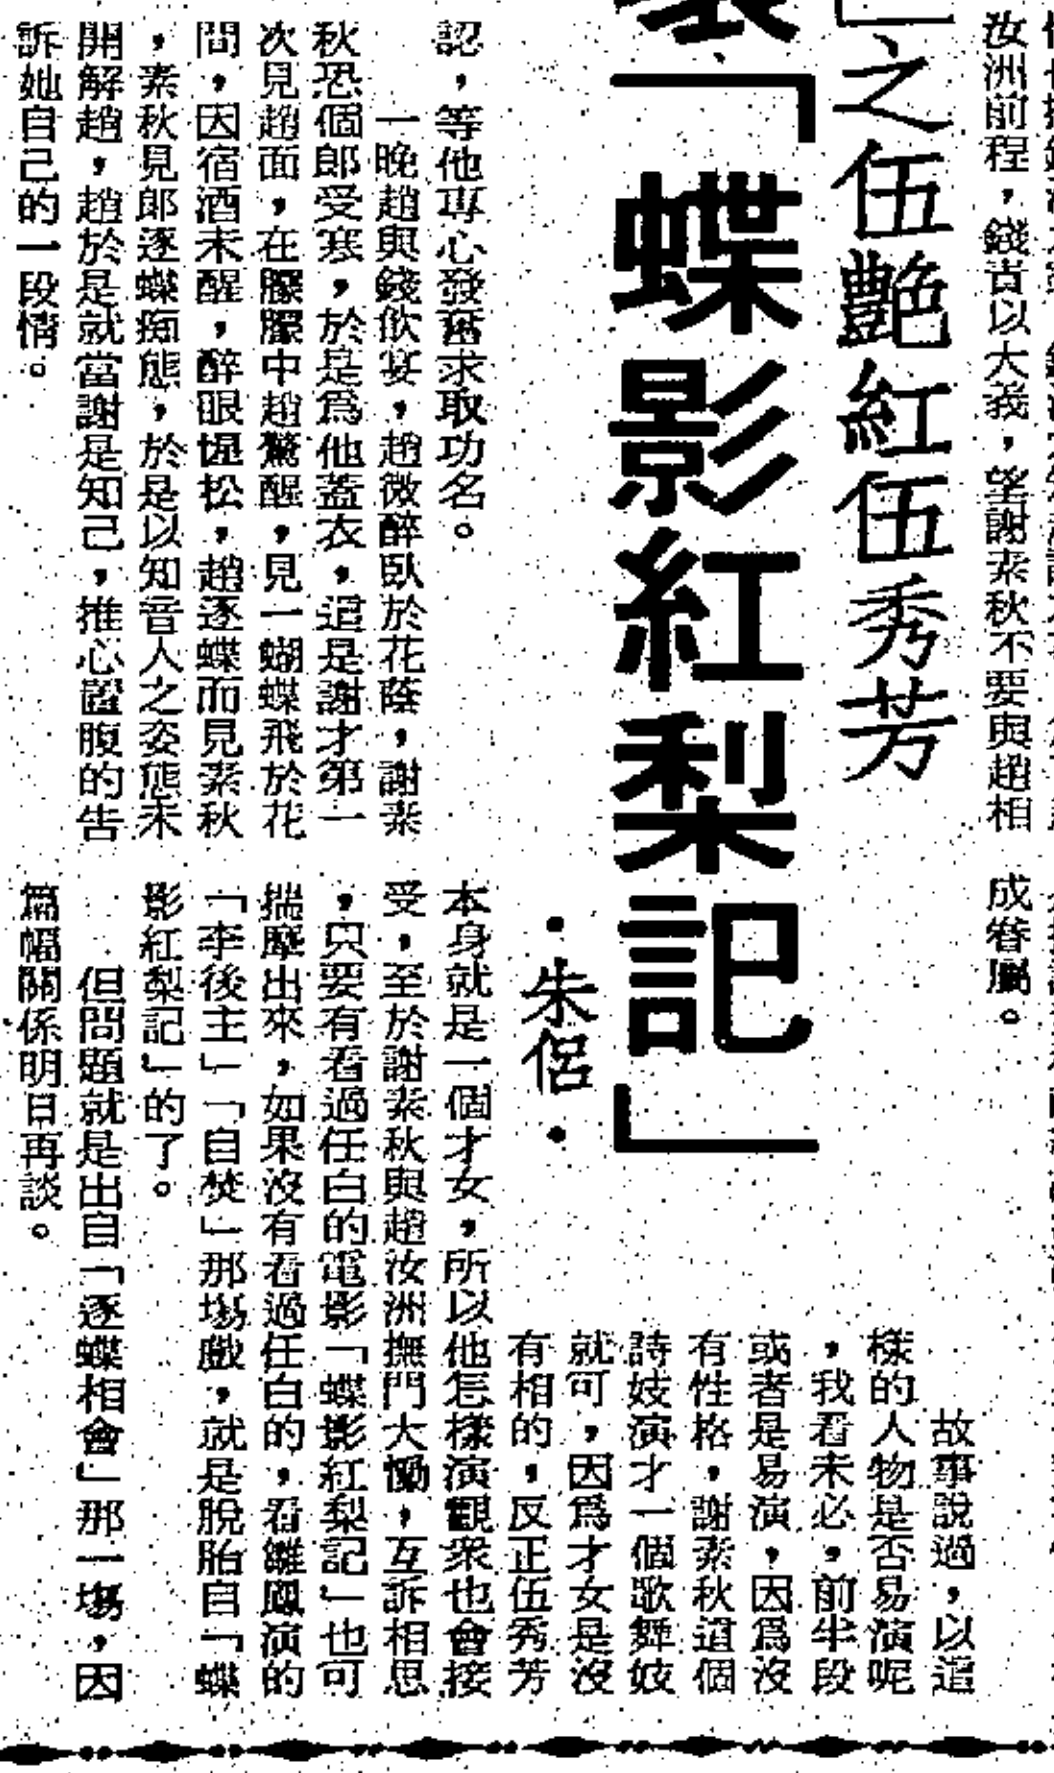 」之伍艷紅伍秀芳
「蝶影紅梨記」
・朱侶・
汝洲前程，錢責以大義，望謝素秋不要與趙相
認，等他專心發奮求取功名。
一晚趙與錢飲宴，趙微醉臥於花蔭，謝素
秋恐個郎受寒，於是爲他蓋衣，這是謝才第一
次見趙面，在朦朧中趙驚醒，見一蝴蝶飛於花
間，因宿酒未醒，醉眼惺松，趙逐蝶而見素秋
，素秋見郎逐蝶痴態，於是以知音人之姿態未
開解趙，趙於是就當謝是知己，推心置腹的告
訴她自己的一段情。
成眷屬。
故事說過，以這
樣的人物是否易演呢
，我看未必，前半段
或者是易演，因爲沒
有性格，謝素秋這個
詩妓演才一個歌舞妓
就可，因爲才女是沒
有相的，反正伍秀芳
本身就是一個才女，所以他怎樣演觀衆也會接
受，至於謝素秋與趙汝洲撫門大慟，互訴相思
，只要有看過任白的電影「蝶影紅梨記」也可
揣摩出來，如果沒有看過任白的，看雛鳳演的
「李後主」「自焚」那場戲，就是脫胎自「蝶
影紅梨記」的了。
但問題就是出自「逐蝶相會」那一場，因
篇幅關係明日再談。